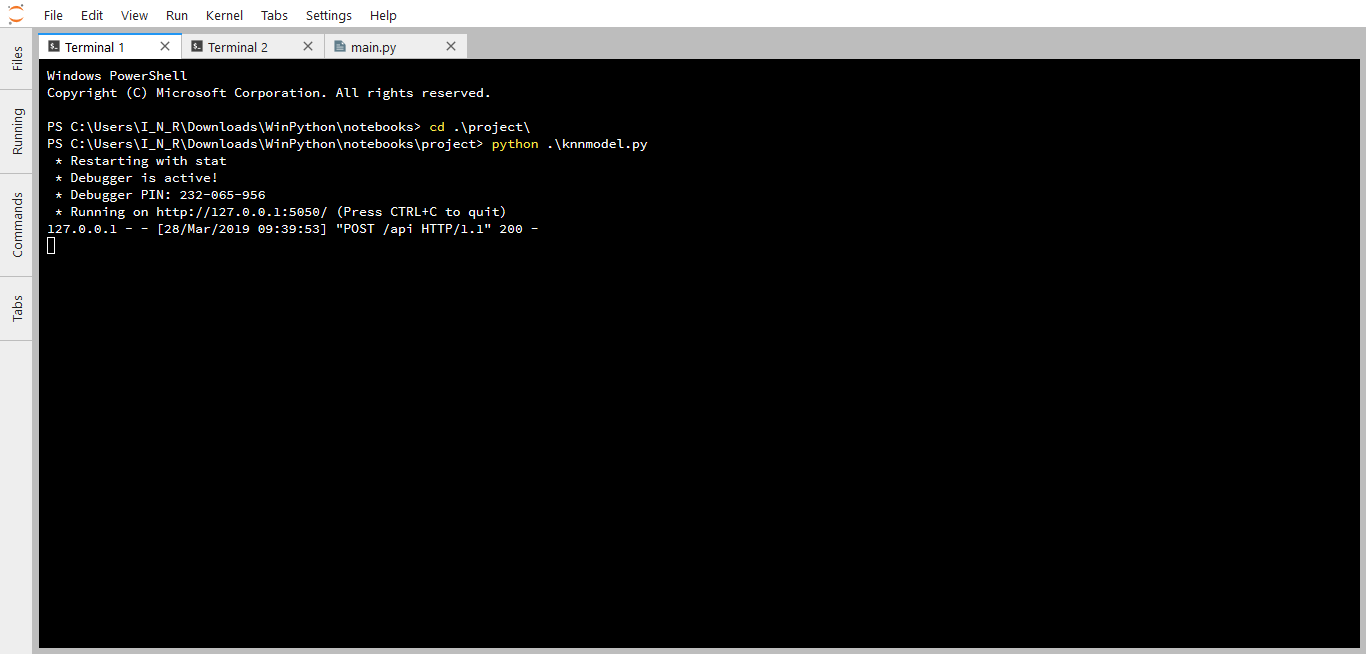 File Edit View Run Kernel Tabs Settings Help
Files
Running
Commands
Tabs
Terminal 1
Terminal 2
main.py
Windows PowerShell
Copyright (C) Microsoft Corporation. All rights reserved.
PS C:\Users\I_N_R\Downloads\WinPython\notebooks> cd .\project\
PS C:\Users\I_N_R\Downloads\WinPython\notebooks\project> python .\knnmodel.py
* Restarting with stat
* Debugger is active!
* Debugger PIN: 232-065-956
* Running on http://127.0.0.1:5050/ (Press CTRL+C to quit)
127.0.0.1 - - [28/Mar/2019 09:39:53] "POST /api HTTP/1.1" 200 -